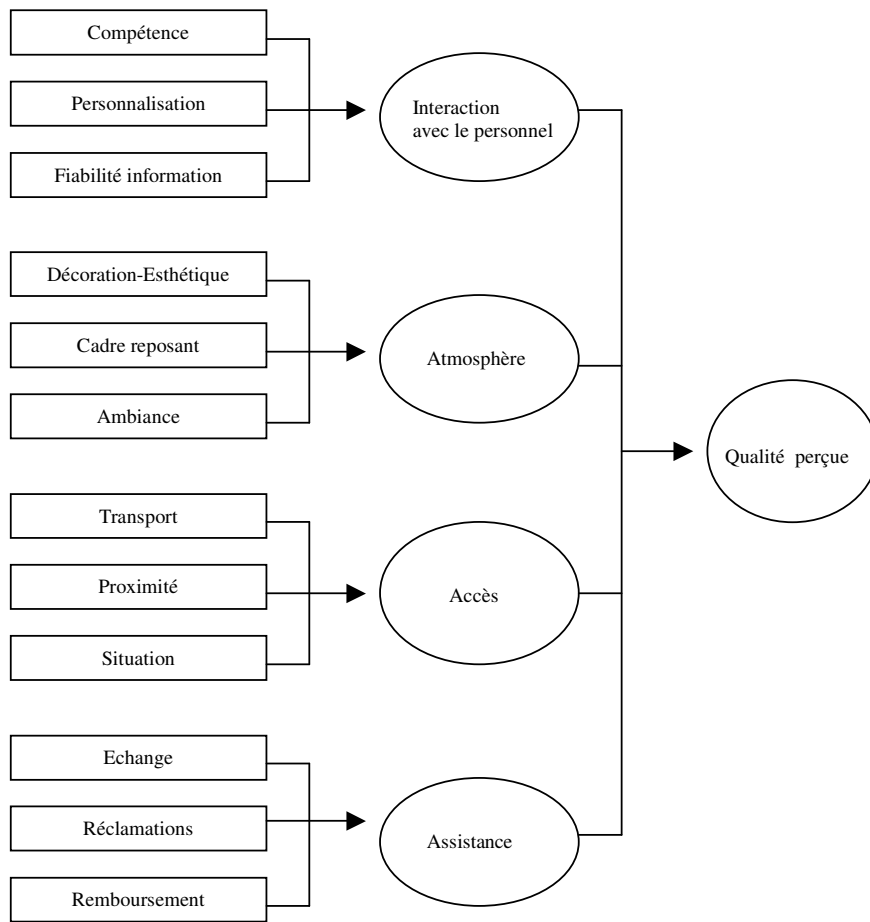 Compétence
Personnalisation
Fiabilité information
Interaction
avec le personnel
Décoration-Esthétique
Cadre reposant
Ambiance
Atmosphère
Transport
Proximité
Situation
Accès
Echange
Réclamations
Remboursement
Assistance
Qualité perçue